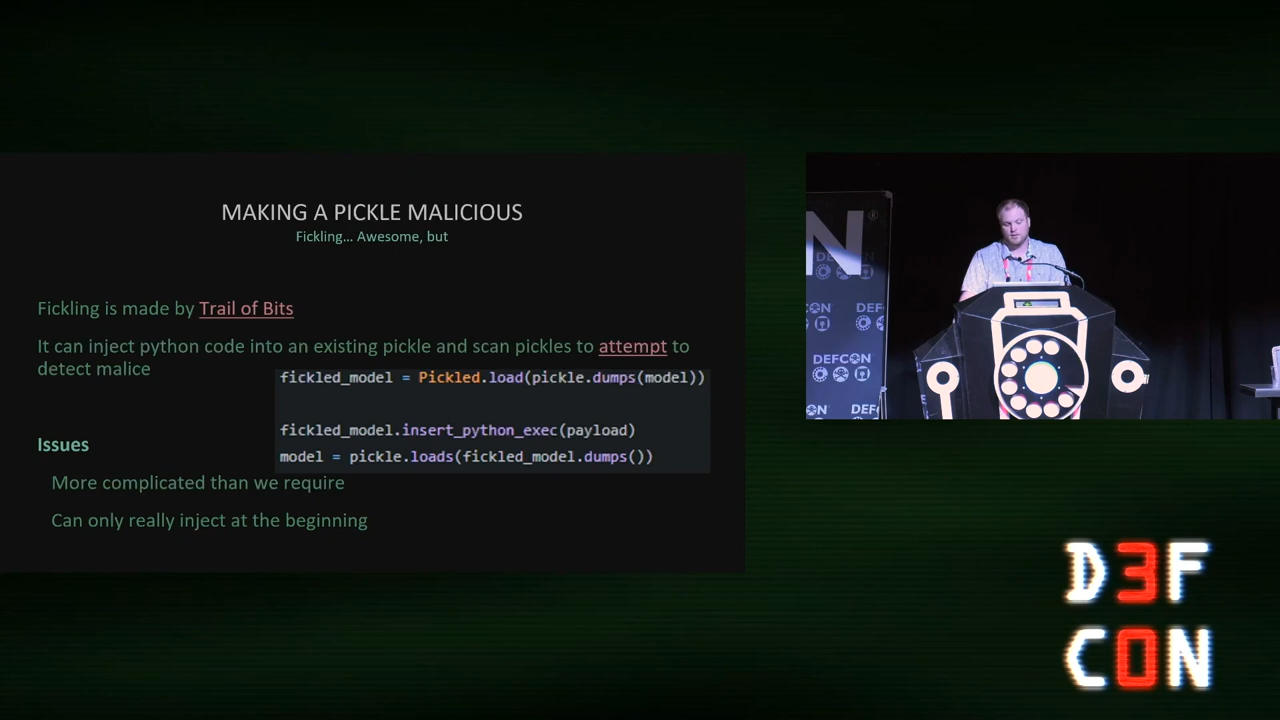 MAKING A PICKLE MALICIOUS
Fickling... Awesome, but
Fickling is made by Trail of Bits
It can inject python code into an existing pickle and scan pickles to attempt to
detect malice
fickled_model = Pickled.load(pickle.dumps(model))
fickled_model.insert_python_exec(payload)
model = pickle.loads(fickled_model.dumps())
Issues
More complicated than we require
Can only really inject at the beginning
N®
DEFCON
D3F
C0N